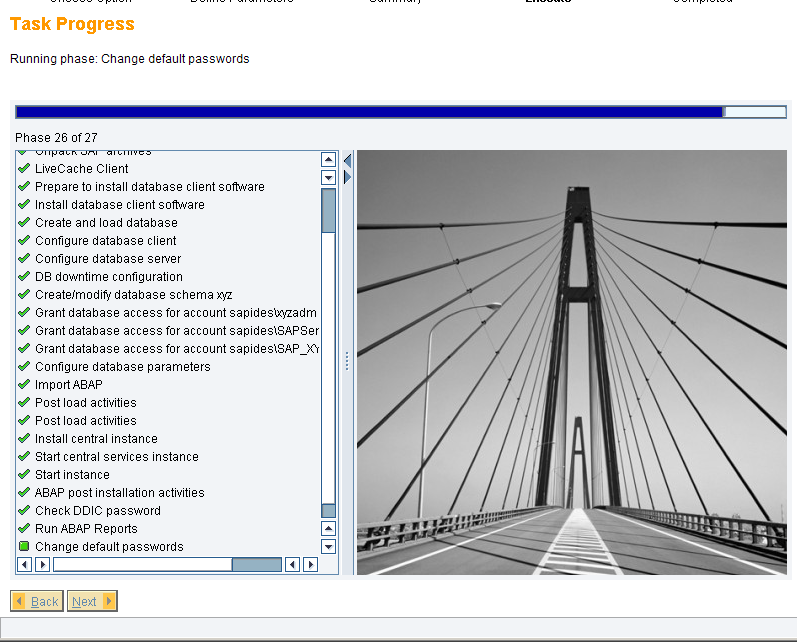 Choose Option Define Parameters Summary Execute Completed
Task Progress
Running phase: Change default passwords
Phase 26 of 27
Unpack SAP archives
LiveCache Client
Prepare to install database client software
Install database client software
Create and load database
Configure database client
Configure database server
DB downtime configuration
Create/modify database schema xyz
Grant database access for account sapides\xyzadm
Grant database access for account sapides\SAPSer
Grant database access for account sapides\SAP_XY
Configure database parameters
Import ABAP
Post load activities
Post load activities
Install central instance
Start central services instance
Start instance
ABAP post installation activities
Check DDIC password
Run ABAP Reports
Change default passwords
Back Next